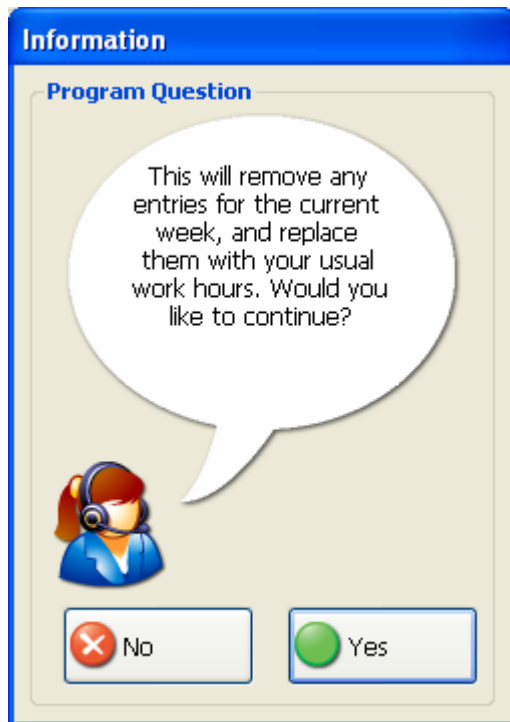 Information
Program Question
This will remove any
entries for the current
week, and replace
them with your usual
work hours. Would you
like to continue?
No
Yes